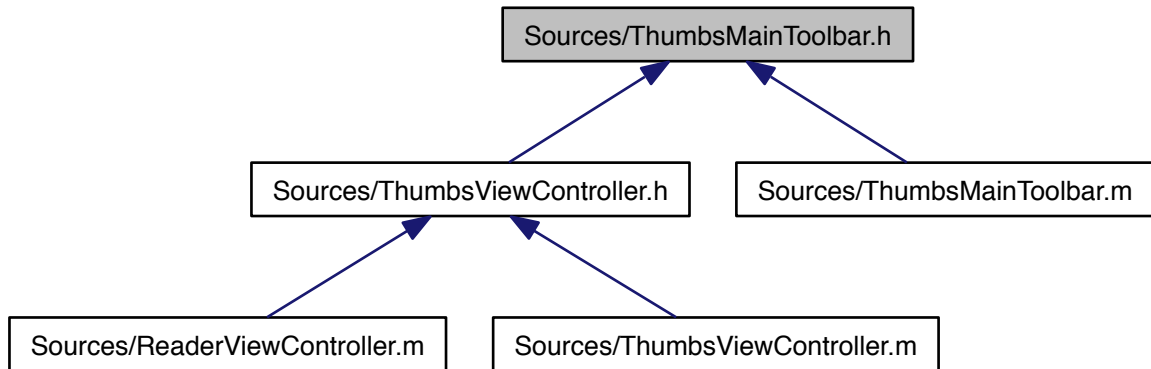 Sources/ThumbsMainToolbar.h
Sources/ThumbsViewController.h
Sources/ThumbsMainToolbar.m
Sources/ReaderViewController.m
Sources/ThumbsViewController.m